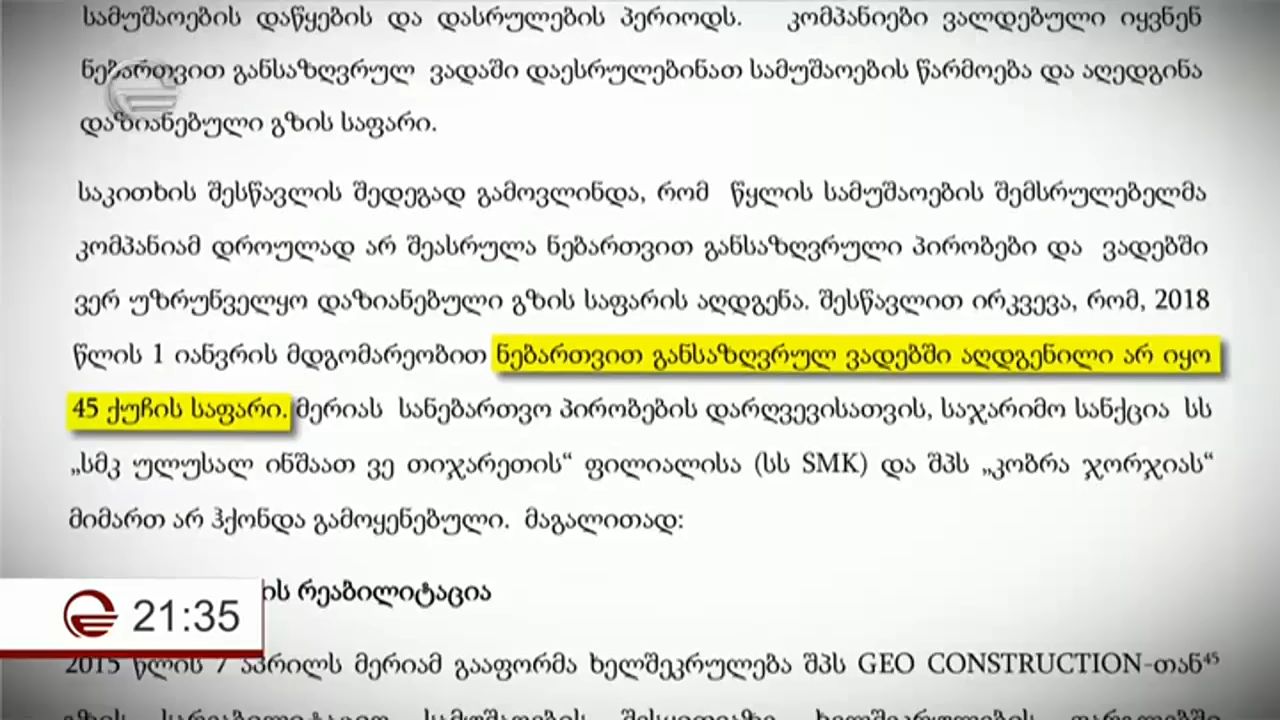 სამუშაოების დაწყების და დასრულების პერიოდს. კომპანიები ვალდებული იყვნენ
ნებართვით განსაზღვრულ ვადაში დაესრულებინათ სამუშაოების წარმოება და აღედგინა
დაზიანებული გზის საფარი.
საკითხის შესწავლის შედეგად გამოვლინდა, რომ წყლის სამუშაოების შემსრულებელმა
კომპანიამ დროულად არ შეასრულა ნებართვით განსაზღვრული პირობები და ვადებში
ვერ უზრუნველყო დაზიანებული გზის საფარის აღდგენა. შესწავლით ირკვევა, რომ, 2018
წლის 1 იანვრის მდგომარეობით ნებართვით განსაზღვრულ ვადებში აღდგენილი არ იყო
45 ქუჩის საფარი. მერიას სანებართვო პირობების დარღვევისათვის, საჯარიმო სანქცია სს
„სმკ ულუსალ ინშაათ ვე თიჯარეთის“ ფილიალისა (სს SMK) და შპს „კობრა ჯორჯიას“
მიმართ არ ჰქონდა გამოყენებული. მაგალითად:
ის რეაბილიტაცია
21:35
2015 წლის 7 აპრილს მერიამ გააფორმა ხელშეკრულება შპს GEO CONSTRUCTION-თან⁴⁵